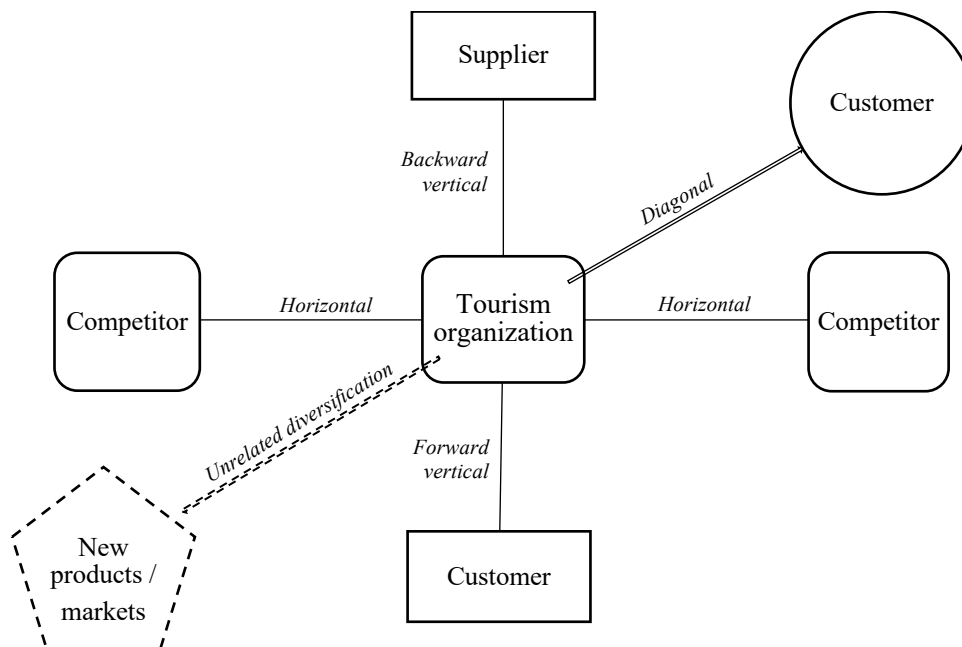 Supplier
Customer
Backward
vertical
Diagonal
Competitor
Horizontal
Tourism
organization
Horizontal
Competitor
Unrelated diversification
Forward
vertical
New
products /
markets
Customer